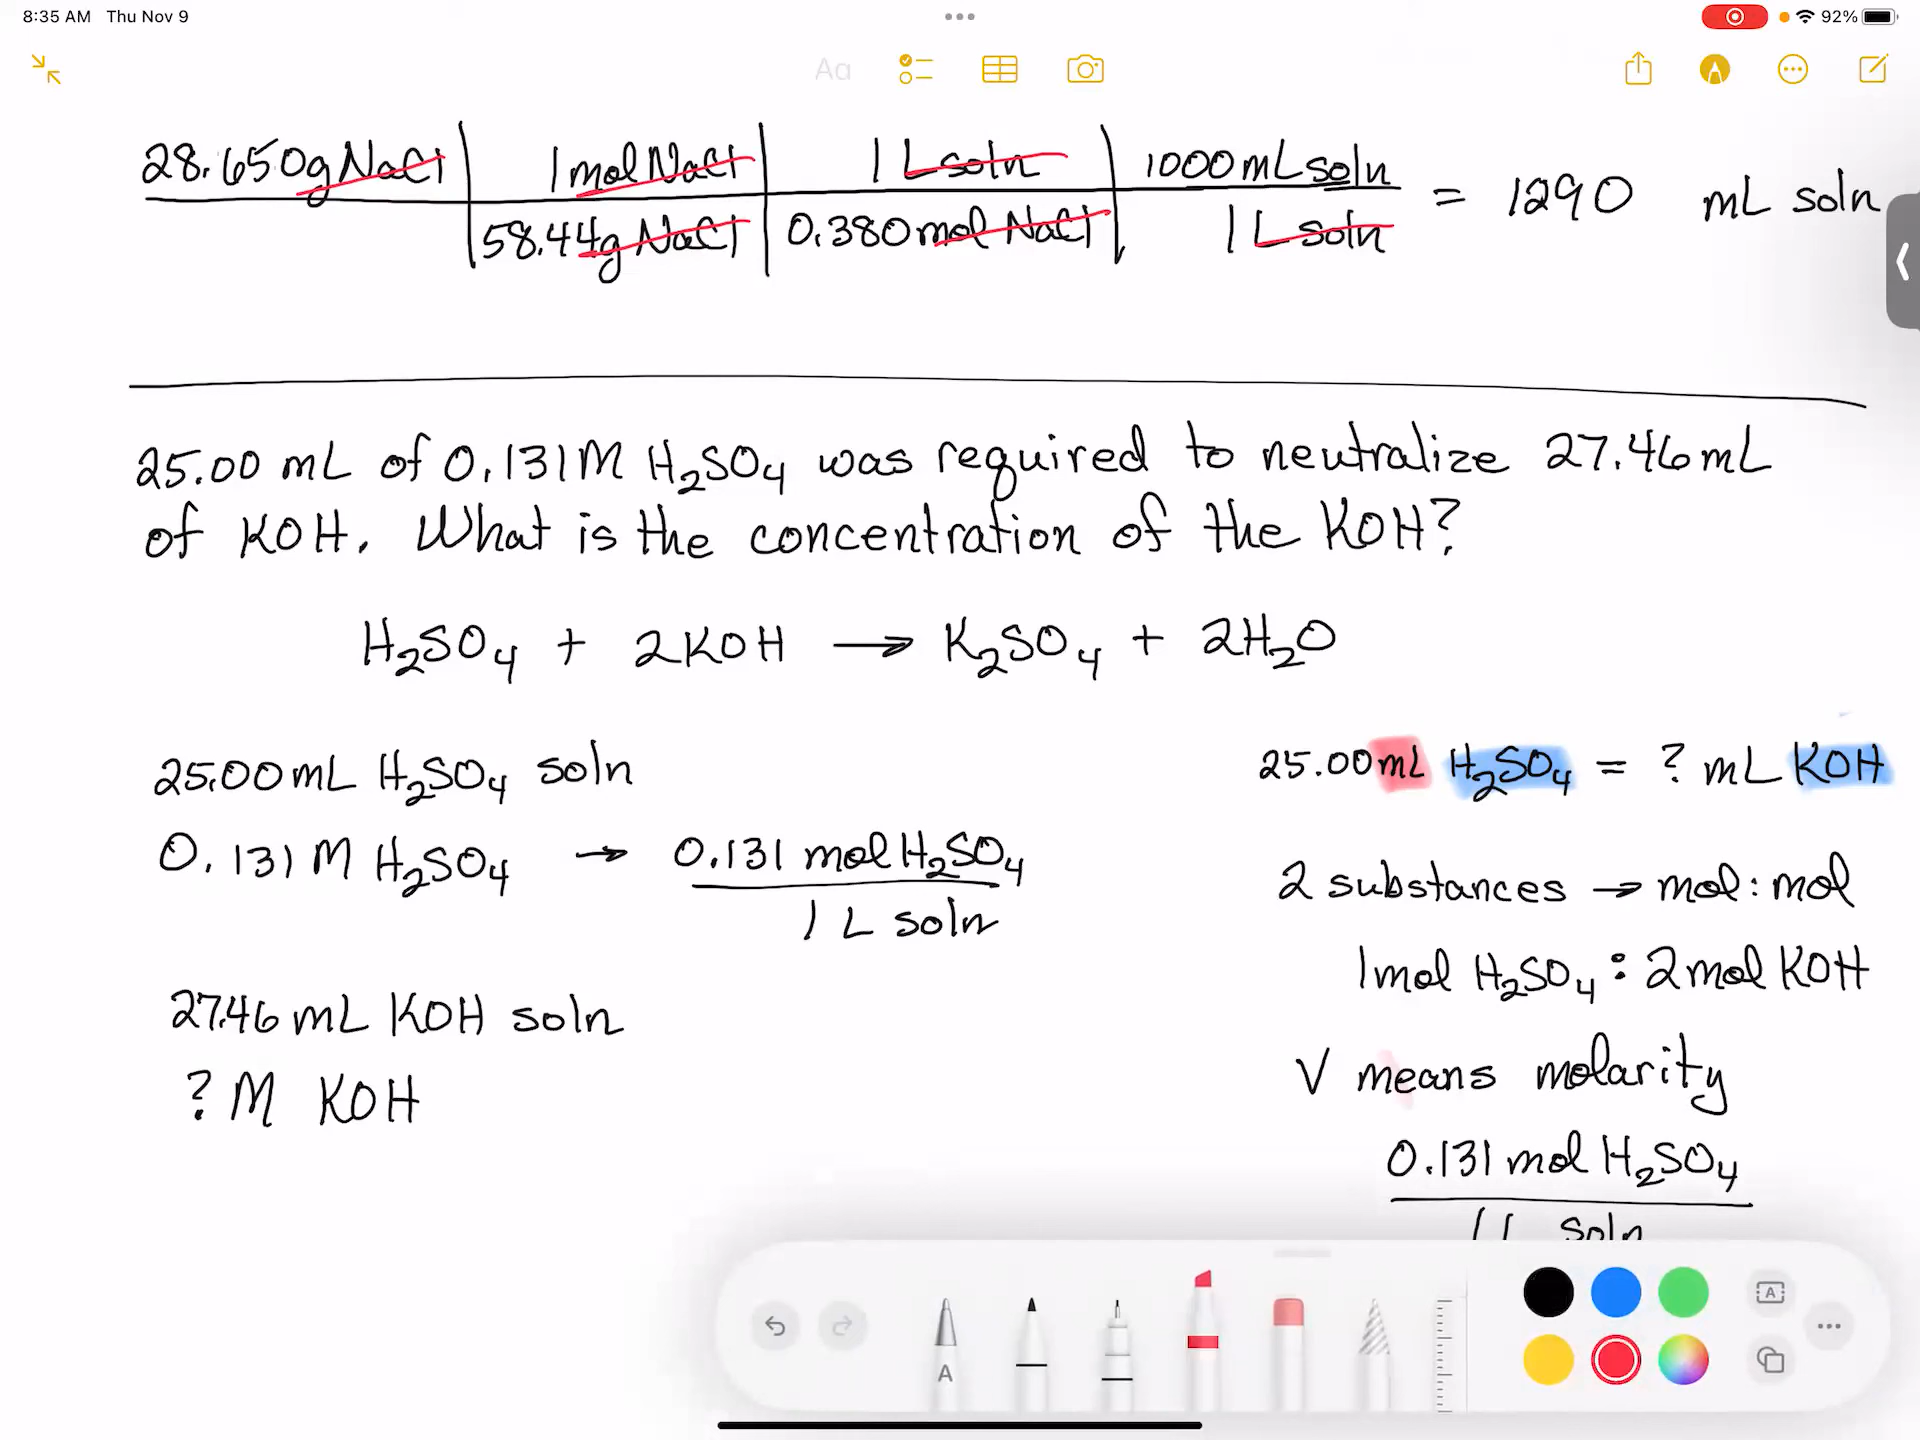 8:35 AM Thu Nov 9
92%
Aa
28.650g NaCl | 1 mol NaCl | 1 L soln | 1000 mL soln = 1290 mL soln
58.44g NaCl | 0.380 mol NaCl | 1 L soln
25.00 mL of 0.131M H₂SO₄ was required to neutralize 27.46 mL
of KOH. What is the concentration of the KOH?
H₂SO₄ + 2KOH → K₂SO₄ + 2H₂O
25.00 mL H₂SO₄ soln
0.131 M H₂SO₄ → 0.131 mol H₂SO₄
1 L soln
27.46 mL KOH soln
? M KOH
25.00 mL H₂SO₄ = ? mL KOH
2 substances → mol:mol
1 mol H₂SO₄ : 2 mol KOH
V means molarity
0.131 mol H₂SO₄
1 L soln
A
A